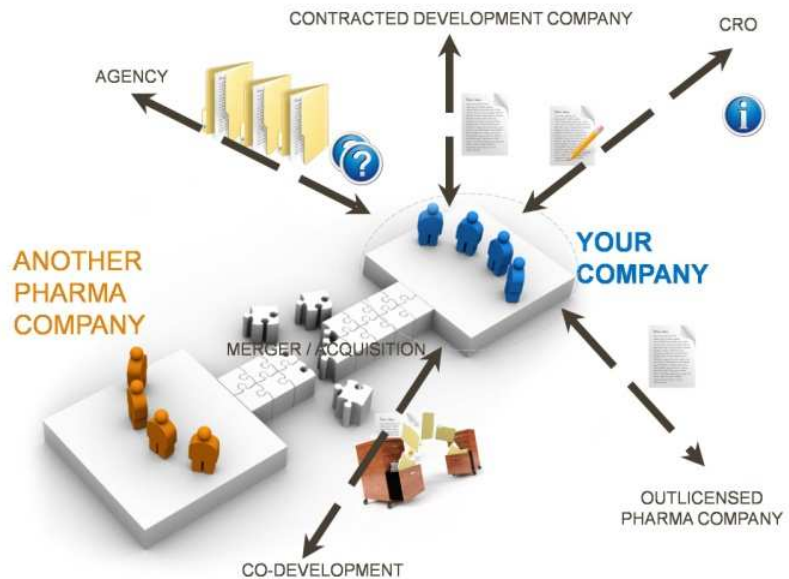 CONTRACTED DEVELOPMENT COMPANY
CRO
AGENCY
YOUR
COMPANY
ANOTHER
PHARMA
COMPANY
MERGER / ACQUISITION
OUTLICENSED
PHARMA COMPANY
CO-DEVELOPMENT